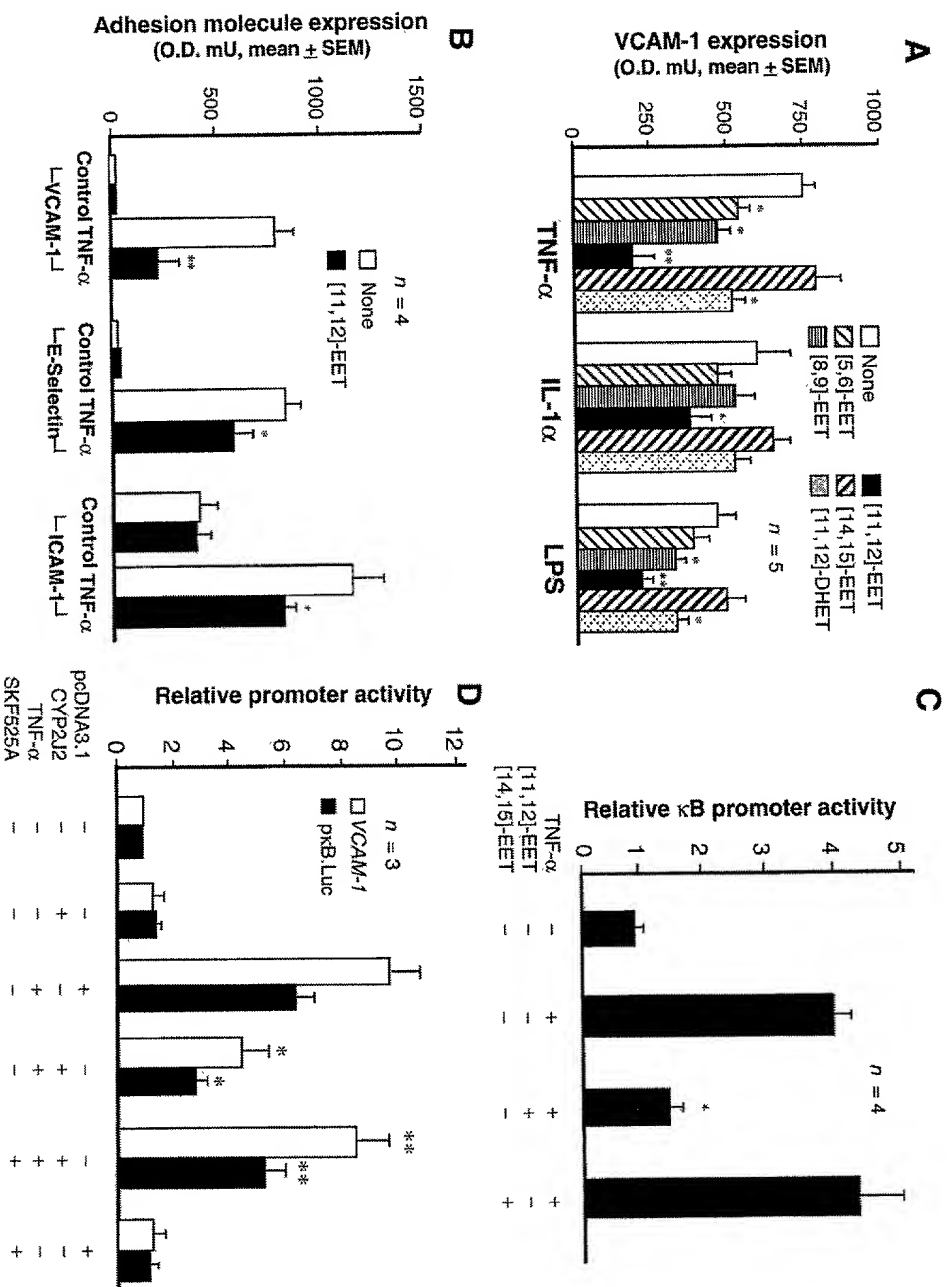 A
VCAM-1 expression
(O.D. mU, mean ± SEM)
1000
750
500
250
0
None
[5,6]-EET
[8,9]-EET
[11,12]-EET
[14,15]-EET
[11,12]-DHET
n = 5
* * ** *
*
* ** *
TNF-α IL-1α LPS
B
Adhesion molecule expression
(O.D. mU, mean ± SEM)
1500
1000
500
0
n = 4
None
[11,12]-EET
** * *
Control TNF-α Control TNF-α Control TNF-α
VCAM-1 E-Selectin ICAM-1
C
Relative κB promoter activity
5
4
3
2
1
0
n = 4
*
TNF-α – + + +
[11,12]-EET – – + –
[14,15]-EET – – – +
D
Relative promoter activity
12
10
8
6
4
2
0
n = 3
VCAM-1
pκB.Luc
* * ** **
pcDNA3.1 – – + – – +
CYP2J2 – + – + + –
TNF-α – – + + + –
SKF525A – – – – + +